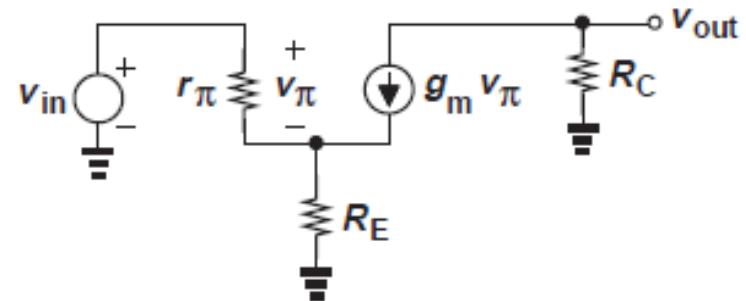 v_out
+
+
v_in
r_π
v_π
g_m v_π
R_C
−
−
R_E